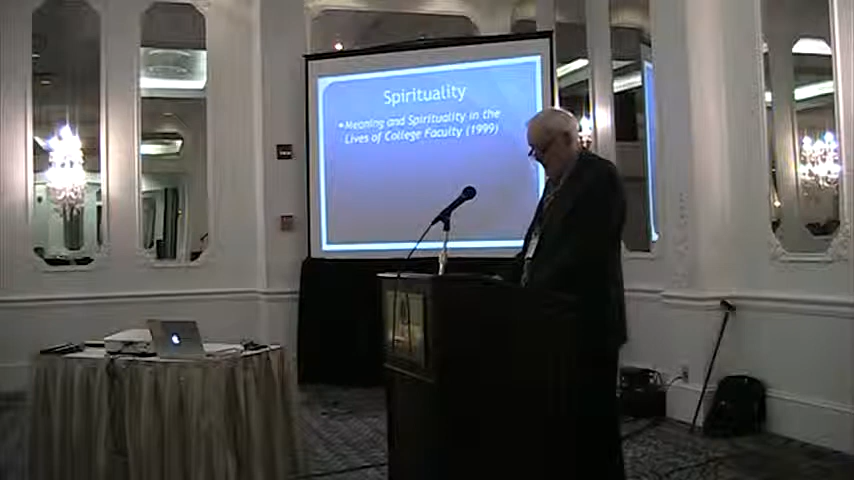 Spirituality
• Meaning and Spirituality in the
Lives of College Faculty (1999)